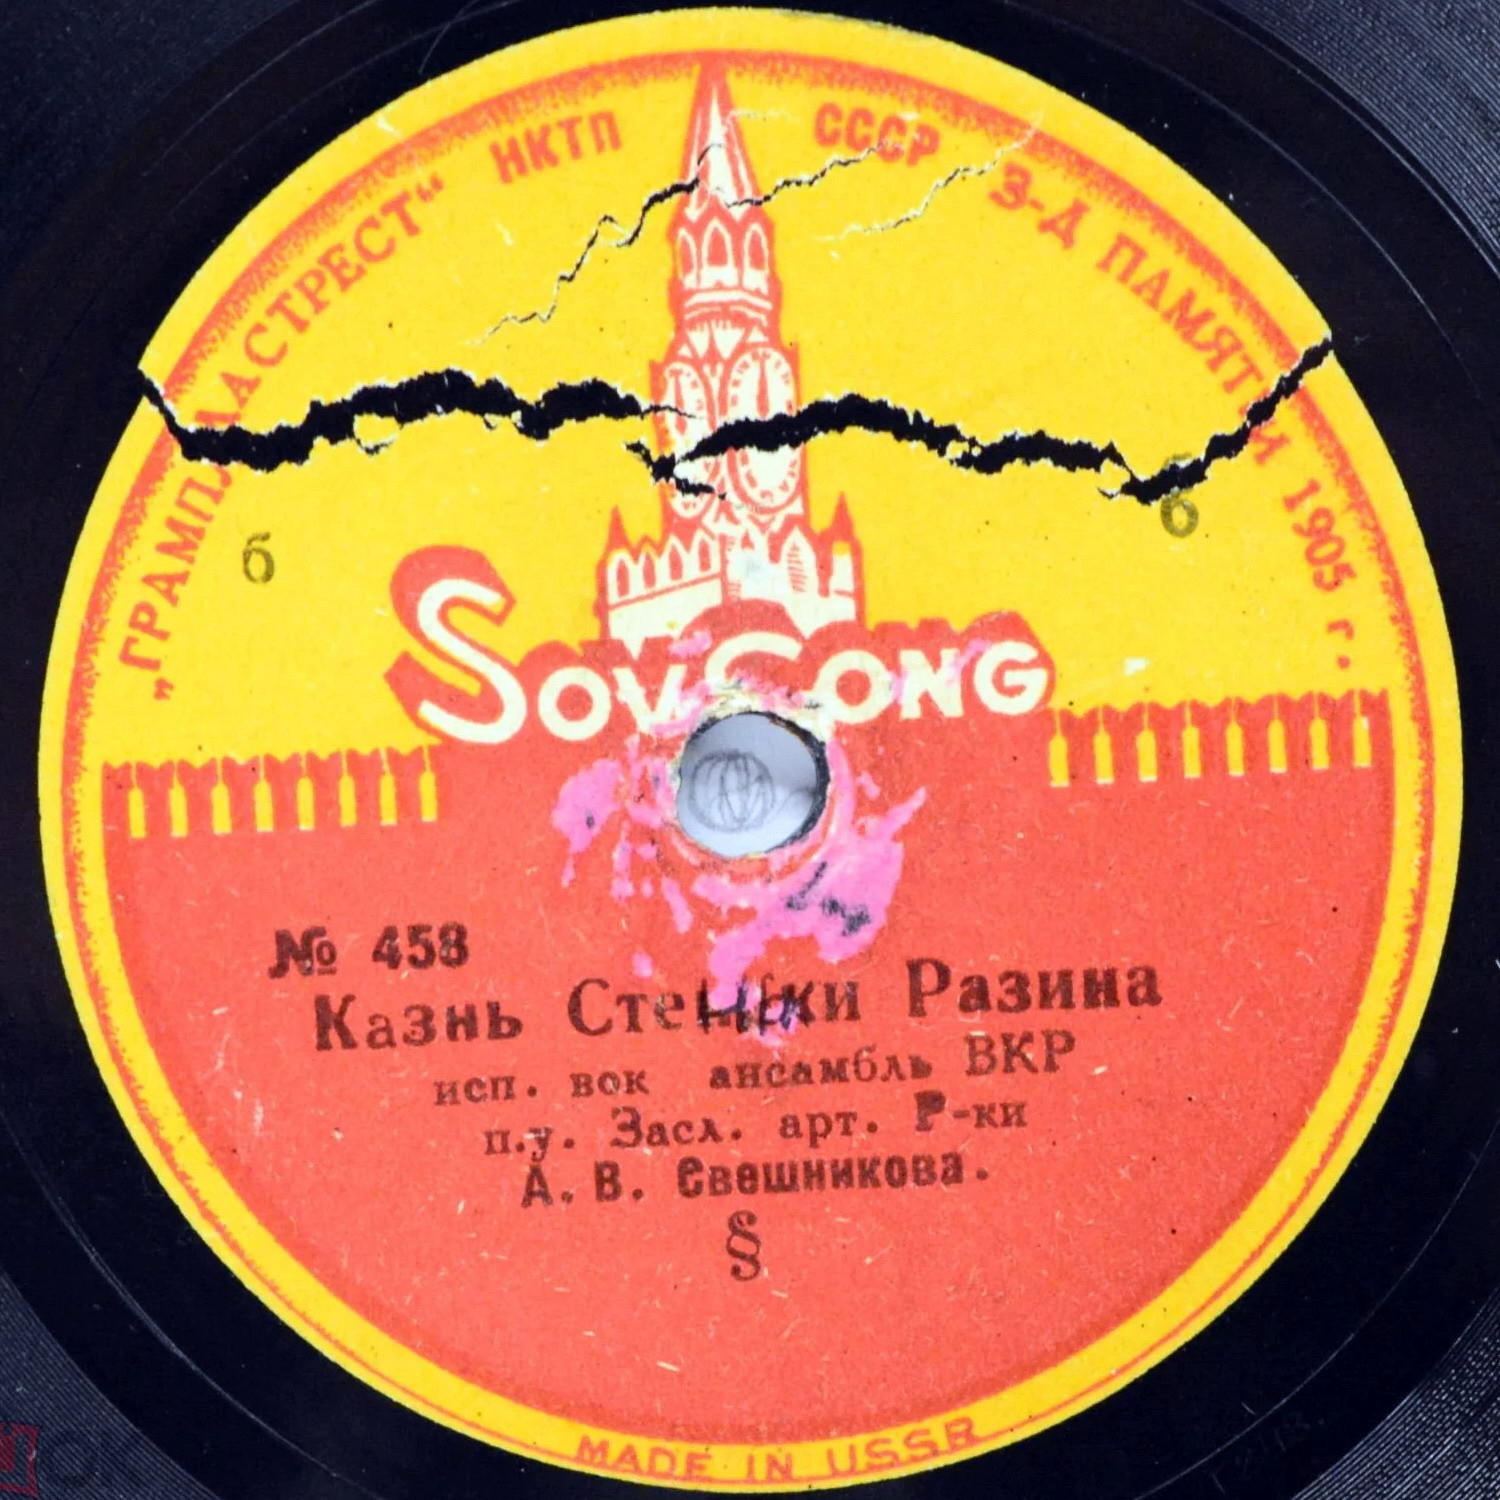 „ГРАМПЛАСТРЕСТ“ НКТП СССР З-Д ПАМЯТИ 1905 г.
б б
SOVSONG
№ 458
Казнь Стеньки Разина
исп. вок ансамбль ВКР
п.у. Засл. арт. Р-ки
А. В. Свешникова.
§
MADE IN USSR